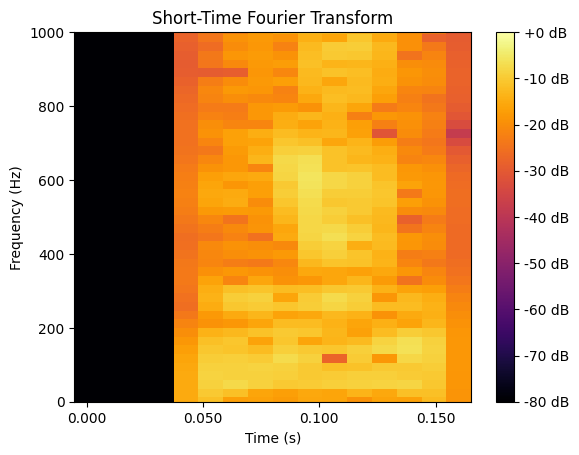 Short-Time Fourier Transform
1000
800
600
400
200
0
Frequency (Hz)
0.000
0.050
0.100
0.150
Time (s)
+0 dB
-10 dB
-20 dB
-30 dB
-40 dB
-50 dB
-60 dB
-70 dB
-80 dB